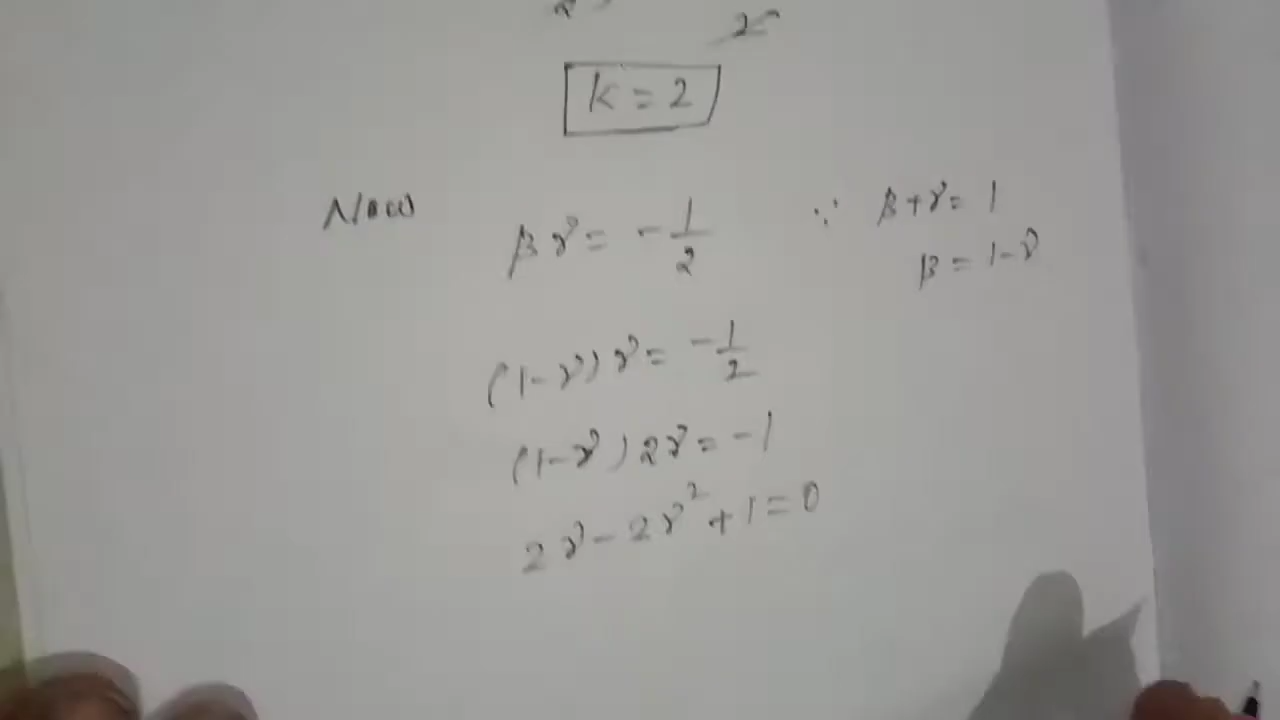 k = 2
Now βγ = -1/2 ∵ β+γ = 1
β = 1-γ
(1-γ)γ = -1/2
(1-γ)2γ = -1
2γ - 2γ² + 1 = 0